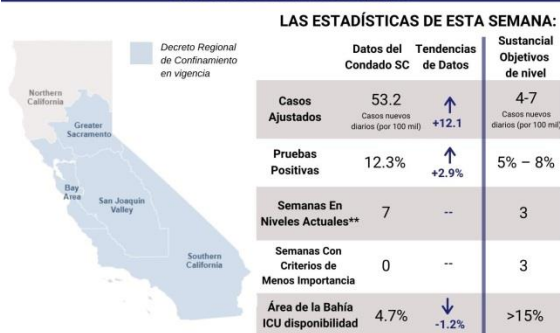 LAS ESTADÍSTICAS DE ESTA SEMANA:
Decreto Regional
de Confinamiento
en vigencia
Northern
California
Greater
Sacramento
Bay
Area
San Joaquin
Valley
Southern
California
Datos del
Condado SC
Tendencias
de Datos
Sustancial
Objetivos
de nivel
Casos
Ajustados
53.2
Casos nuevos
diarios (por 100 mil)
+12.1
4-7
Casos nuevos
diarios (por 100 mil)
Pruebas
Positivas
12.3%
+2.9%
5% – 8%
Semanas En
Niveles Actuales**
7
--
3
Semanas Con
Criterios de
Menos Importancia
0
--
3
Área de la Bahía
ICU disponibilidad
4.7%
-1.2%
>15%